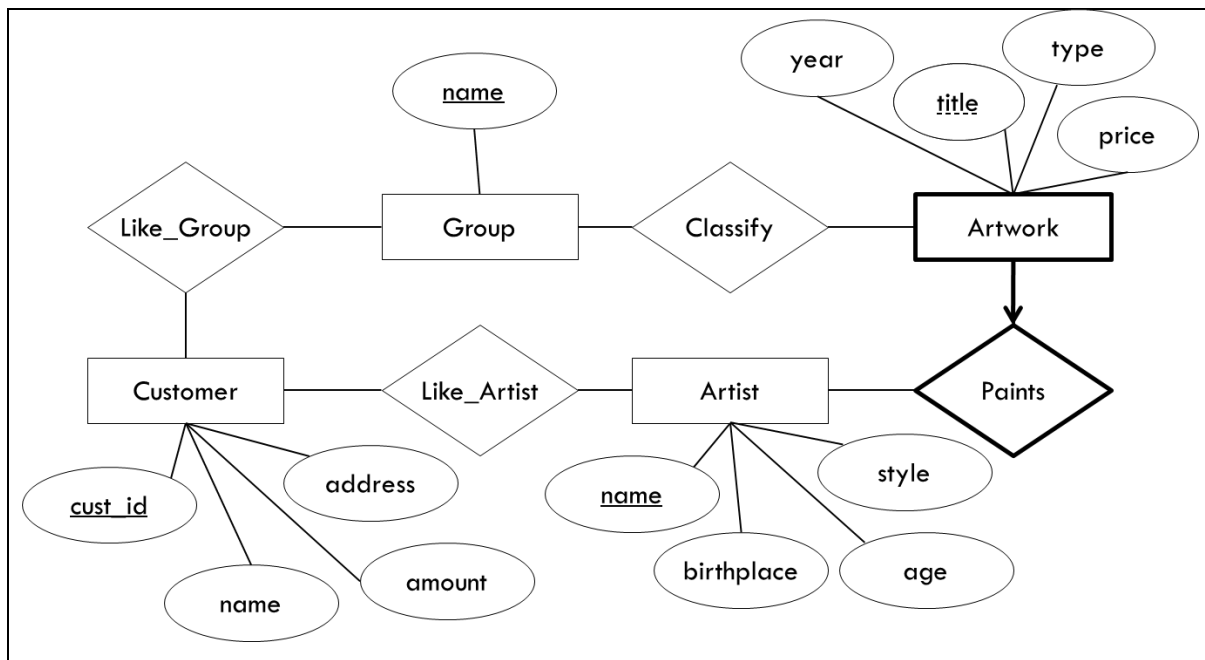 type
year
name
title
price
Like_Group
Group
Classify
Artwork
Customer
Like_Artist
Artist
Paints
address
style
cust_id
name
birthplace
age
amount
name